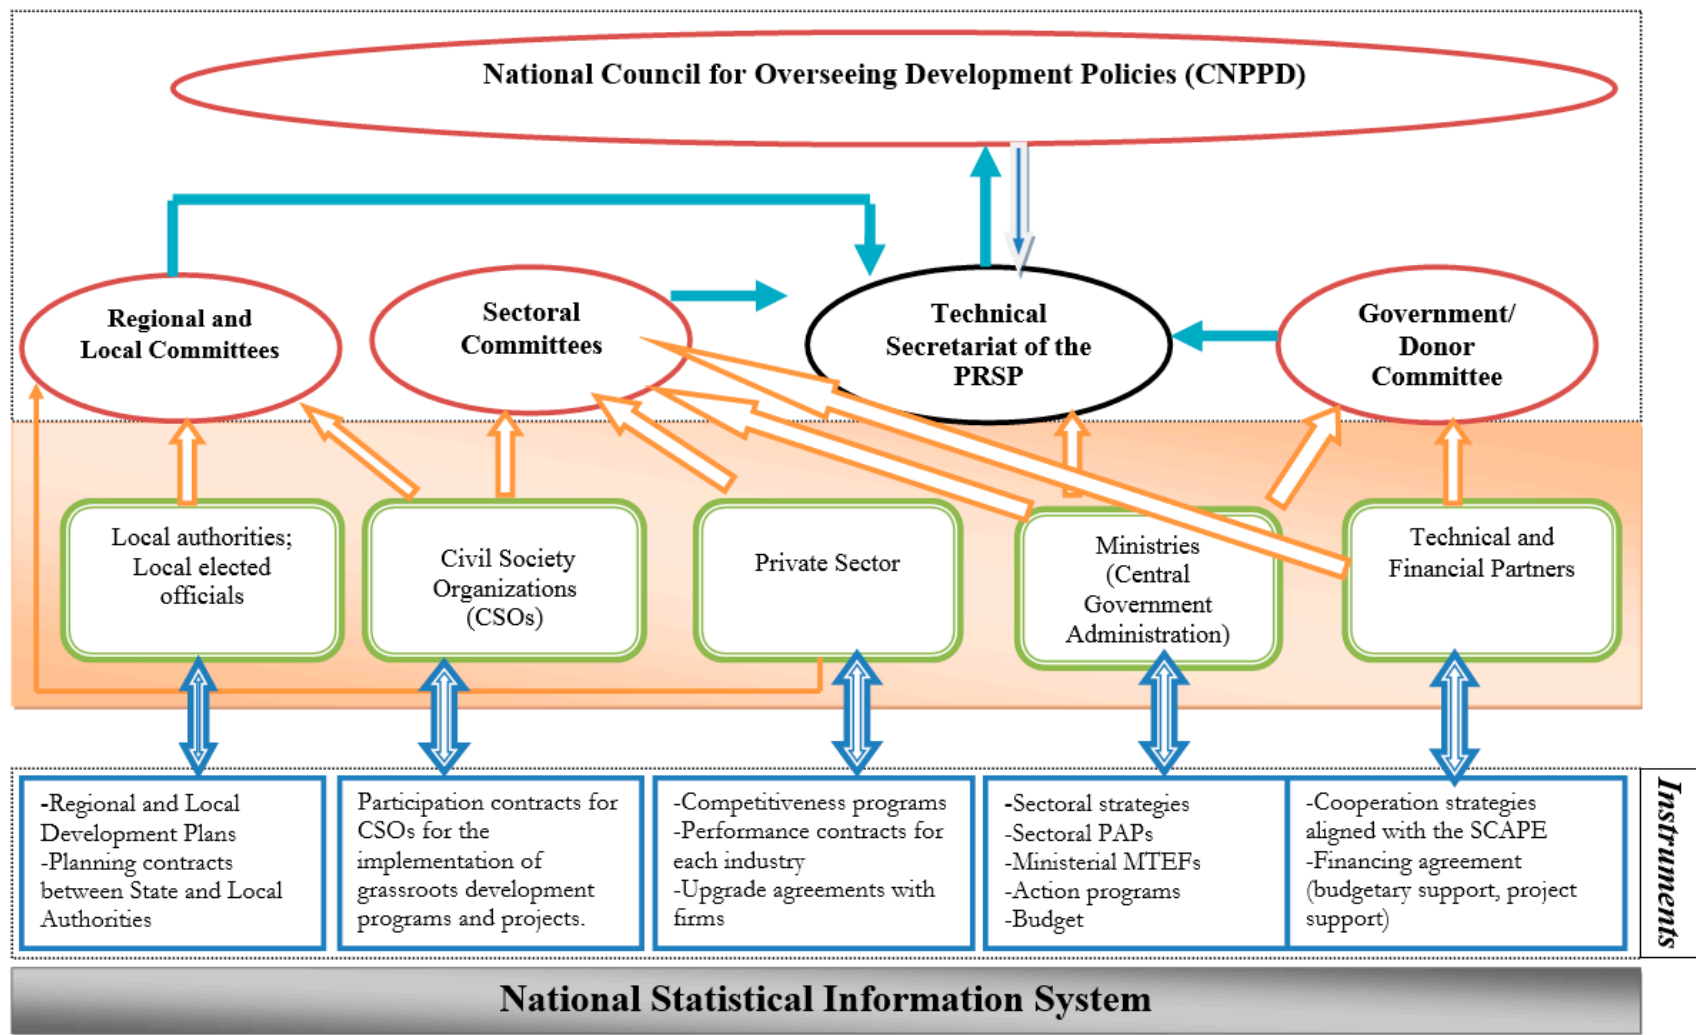 National Council for Overseeing Development Policies (CNPPD)
Regional and
Local Committees
Sectoral
Committees
Technical
Secretariat of the
PRSP
Government/
Donor
Committee
Local authorities;
Local elected
officials
Civil Society
Organizations
(CSOs)
Private Sector
Ministries
(Central
Government
Administration)
Technical and
Financial Partners
-Regional and Local
Development Plans
-Planning contracts
between State and Local
Authorities
Participation contracts for
CSOs for the
implementation of
grassroots development
programs and projects.
-Competitiveness programs
-Performance contracts for
each industry
-Upgrade agreements with
firms
-Sectoral strategies
-Sectoral PAPs
-Ministerial MTEFs
-Action programs
-Budget
-Cooperation strategies
aligned with the SCAPE
-Financing agreement
(budgetary support, project
support)
Instruments
National Statistical Information System